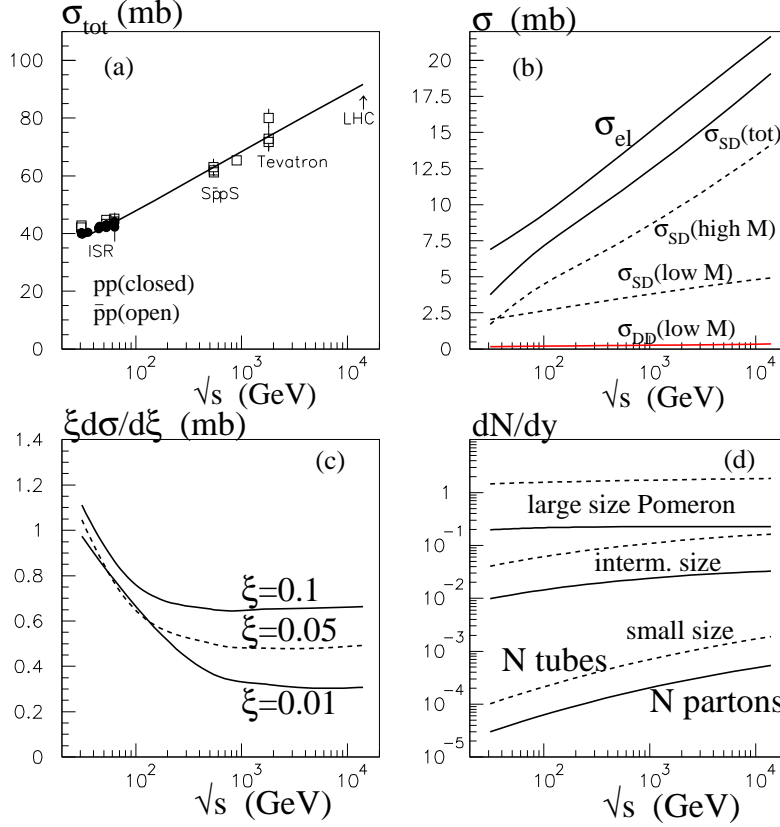 σtot (mb)
100
80
60
40
20
0
(a)
LHC
Tevatron
Sp̄pS
ISR
pp(closed)
p̄p(open)
10²
10³
10⁴
√s (GeV)
σ (mb)
20
17.5
15
12.5
10
7.5
5
2.5
0
(b)
σel
σSD(tot)
σSD(high M)
σSD(low M)
σDD(low M)
10²
10³
10⁴
√s (GeV)
ξdσ/dξ (mb)
1.4
1.2
1
0.8
0.6
0.4
0.2
0
(c)
ξ=0.1
ξ=0.05
ξ=0.01
10²
10³
10⁴
√s (GeV)
dN/dy
1
10⁻¹
10⁻²
10⁻³
10⁻⁴
10⁻⁵
(d)
large size Pomeron
interm. size
small size
N tubes
N partons
10²
10³
10⁴
√s (GeV)